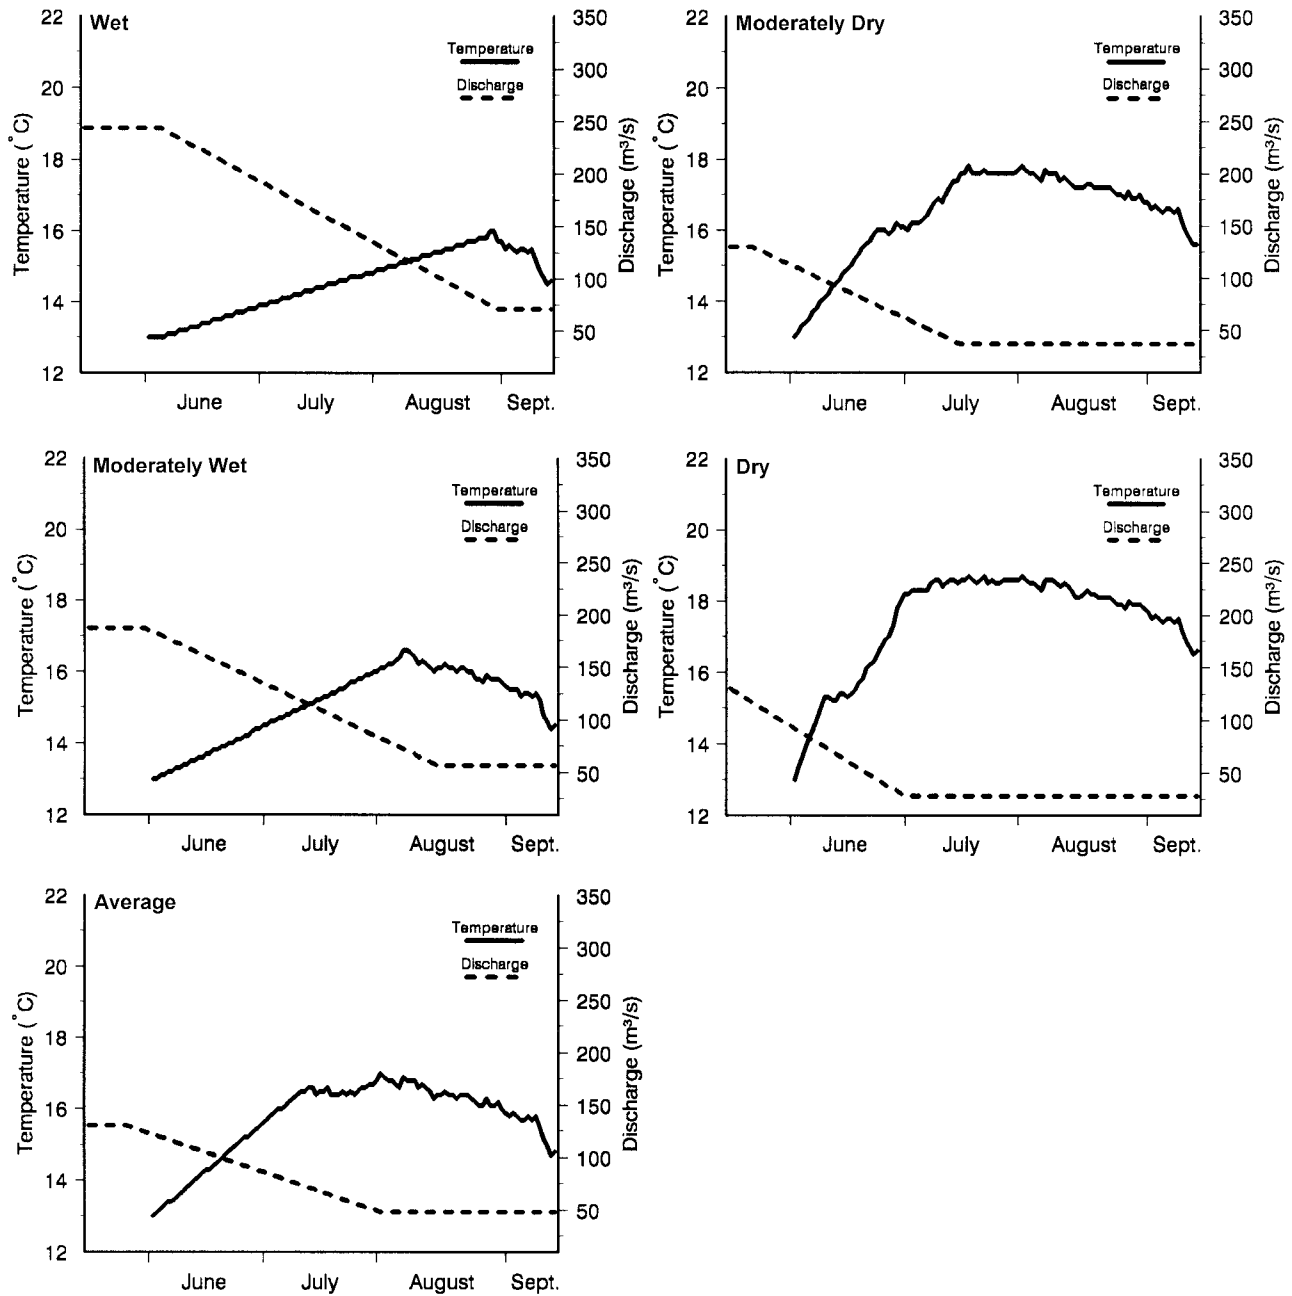 Wet
Temperature
Discharge
22
20
18
16
14
12
Temperature (°C)
350
300
250
200
150
100
50
Discharge (m³/s)
June July August Sept.
Moderately Dry
Temperature
Discharge
22
20
18
16
14
12
Temperature (°C)
350
300
250
200
150
100
50
Discharge (m³/s)
June July August Sept.
Moderately Wet
Temperature
Discharge
22
20
18
16
14
12
Temperature (°C)
350
300
250
200
150
100
50
Discharge (m³/s)
June July August Sept.
Dry
Temperature
Discharge
22
20
18
16
14
12
Temperature (°C)
350
300
250
200
150
100
50
Discharge (m³/s)
June July August Sept.
Average
Temperature
Discharge
22
20
18
16
14
12
Temperature (°C)
350
300
250
200
150
100
50
Discharge (m³/s)
June July August Sept.